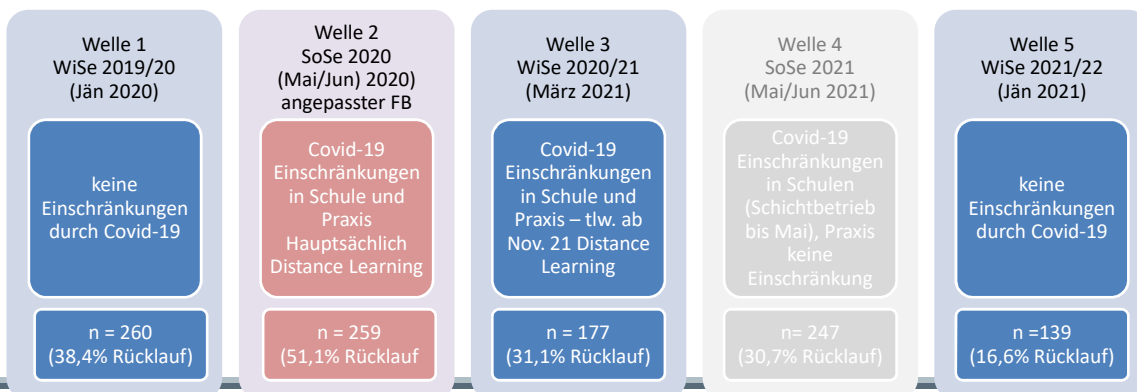 Welle 1
WiSe 2019/20
(Jän 2020)
keine
Einschränkungen
durch Covid-19
n = 260
(38,4% Rücklauf)
Welle 2
SoSe 2020
(Mai/Jun) 2020)
angepasster FB
Covid-19
Einschränkungen
in Schule und
Praxis
Hauptsächlich
Distance Learning
n = 259
(51,1% Rücklauf
Welle 3
WiSe 2020/21
(März 2021)
Covid-19
Einschränkungen
in Schule und
Praxis – tlw. ab
Nov. 21 Distance
Learning
n = 177
(31,1% Rücklauf)
Welle 4
SoSe 2021
(Mai/Jun 2021)
Covid-19
Einschränkungen
in Schulen
(Schichtbetrieb
bis Mai), Praxis
keine
Einschränkung
n= 247
(30,7% Rücklauf)
Welle 5
WiSe 2021/22
(Jän 2021)
keine
Einschränkungen
durch Covid-19
n =139
(16,6% Rücklauf)